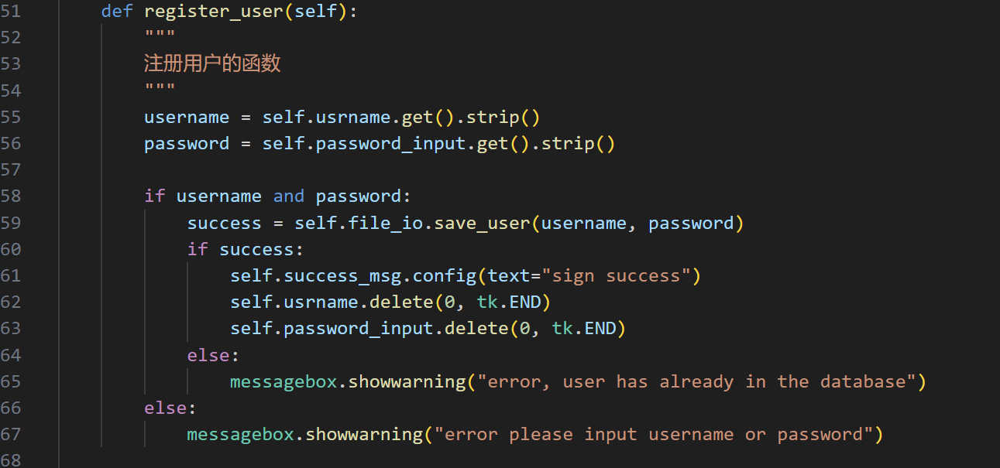 51 def register_user(self):
52 """
53 注册用户的函数
54 """
55 username = self.usrname.get().strip()
56 password = self.password_input.get().strip()
57
58 if username and password:
59 success = self.file_io.save_user(username, password)
60 if success:
61 self.success_msg.config(text="sign success")
62 self.usrname.delete(0, tk.END)
63 self.password_input.delete(0, tk.END)
64 else:
65 messagebox.showwarning("error, user has already in the database")
66 else:
67 messagebox.showwarning("error please input username or password")
68